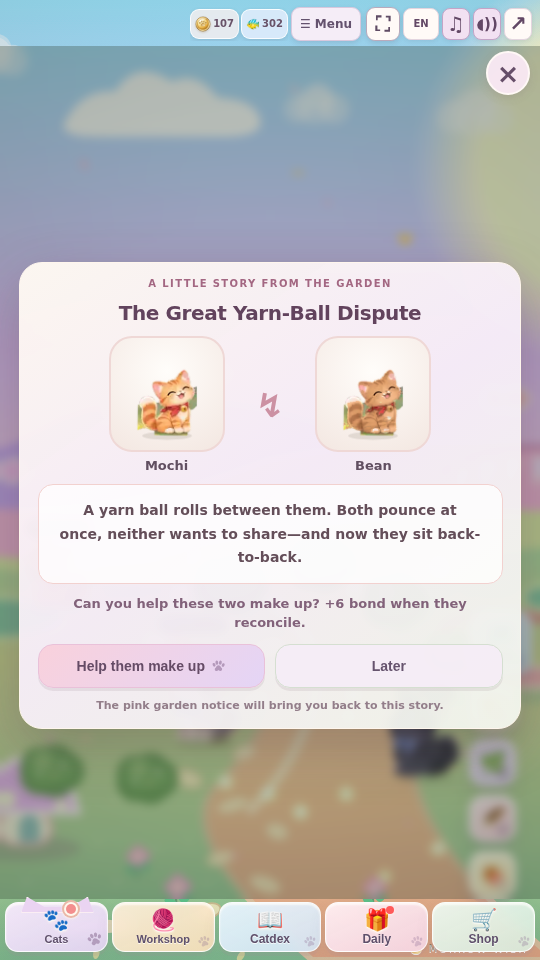 107
302
☰ Menu
EN
A LITTLE STORY FROM THE GARDEN
The Great Yarn-Ball Dispute
Mochi
Bean
A yarn ball rolls between them. Both pounce at
once, neither wants to share—and now they sit back-
to-back.
Can you help these two make up? +6 bond when they
reconcile.
Help them make up
Later
The pink garden notice will bring you back to this story.
Cats
Workshop
Catdex
Daily
Shop